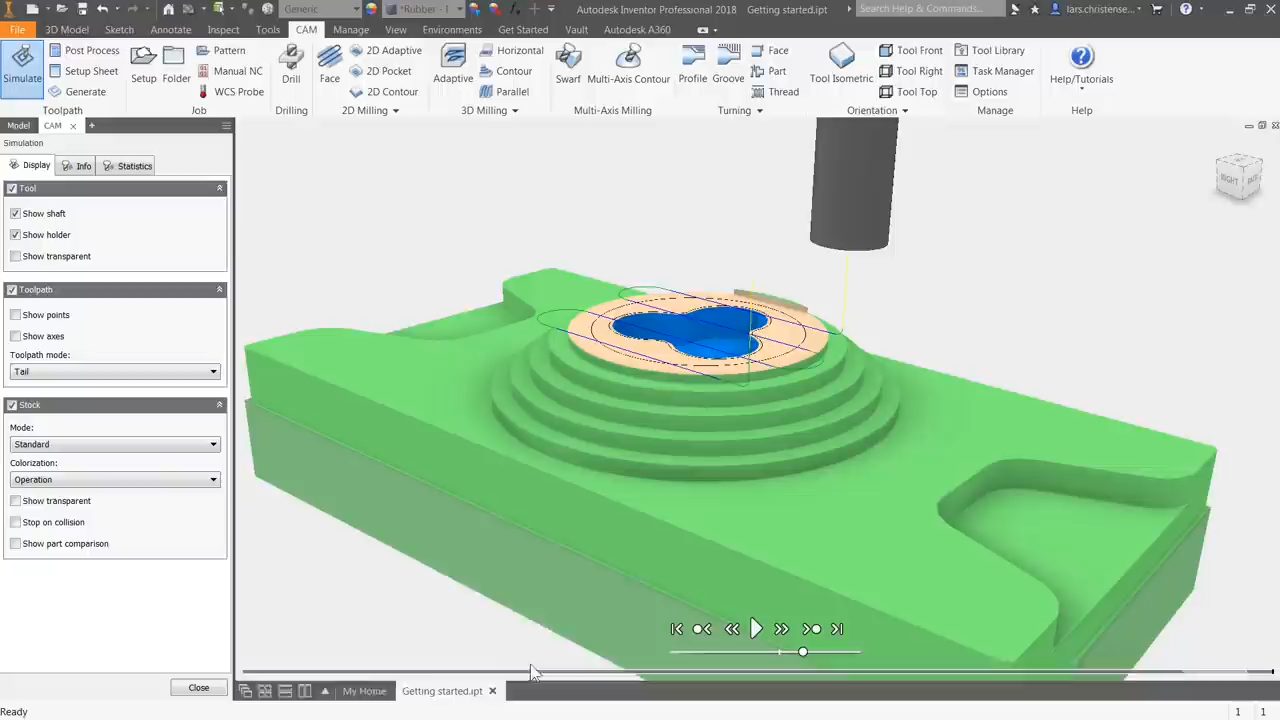 Generic
*Rubber - 1
Autodesk Inventor Professional 2018 Getting started.ipt
Search Help & Commands...
lars.christense...
File 3D Model Sketch Annotate Inspect Tools CAM Manage View Environments Get Started Vault Autodesk A360
Simulate
Post Process
Setup Sheet
Generate
Toolpath
Setup
Folder
Pattern
Manual NC
WCS Probe
Job
Drill
Drilling
Face
2D Adaptive
2D Pocket
2D Contour
2D Milling
Adaptive
Horizontal
Contour
Parallel
3D Milling
Swarf
Multi-Axis Contour
Multi-Axis Milling
Profile
Groove
Face
Part
Thread
Turning
Tool Isometric
Tool Front
Tool Right
Tool Top
Orientation
Tool Library
Task Manager
Options
Manage
Help/Tutorials
Help
Model CAM
Simulation
Display Info Statistics
Tool
Show shaft
Show holder
Show transparent
Toolpath
Show points
Show axes
Toolpath mode:
Tail
Stock
Mode:
Standard
Colorization:
Operation
Show transparent
Stop on collision
Show part comparison
Close
RIGHT
My Home Getting started.ipt
Ready
1 1